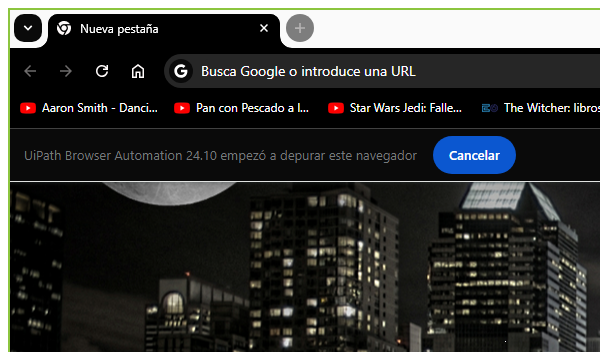 Nueva pestaña
Busca Google o introduce una URL
Aaron Smith - Danci... Pan con Pescado a l... Star Wars Jedi: Falle... The Witcher: libros
UiPath Browser Automation 24.10 empezó a depurar este navegador Cancelar